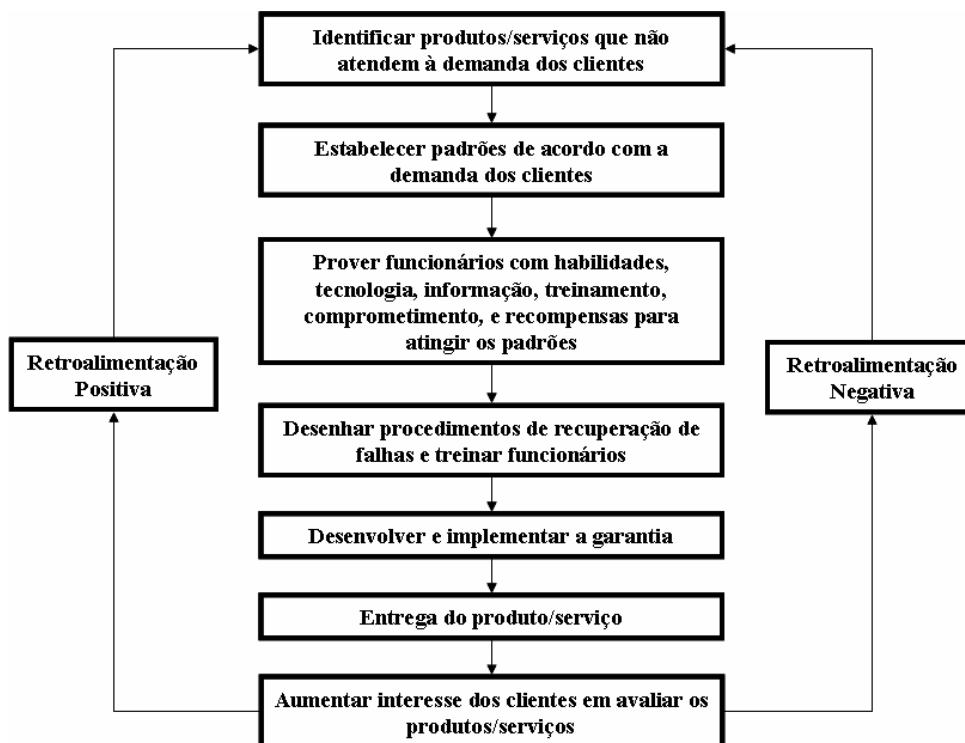 Identificar produtos/serviços que não
atendem à demanda dos clientes
Estabelecer padrões de acordo com a
demanda dos clientes
Prover funcionários com habilidades,
tecnologia, informação, treinamento,
comprometimento, e recompensas para
atingir os padrões
Retroalimentação
Positiva
Retroalimentação
Negativa
Desenhar procedimentos de recuperação de
falhas e treinar funcionários
Desenvolver e implementar a garantia
Entrega do produto/serviço
Aumentar interesse dos clientes em avaliar os
produtos/serviços